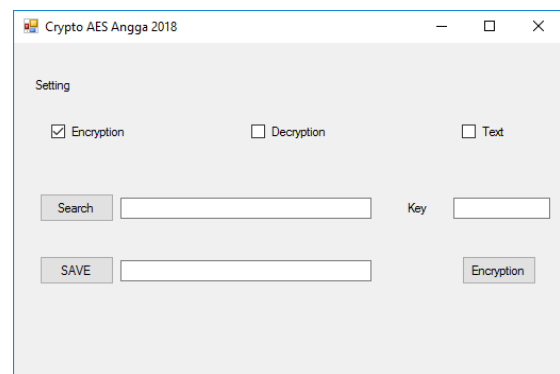 Crypto AES Angga 2018
Setting
Encryption Decryption Text
Search Key
SAVE Encryption